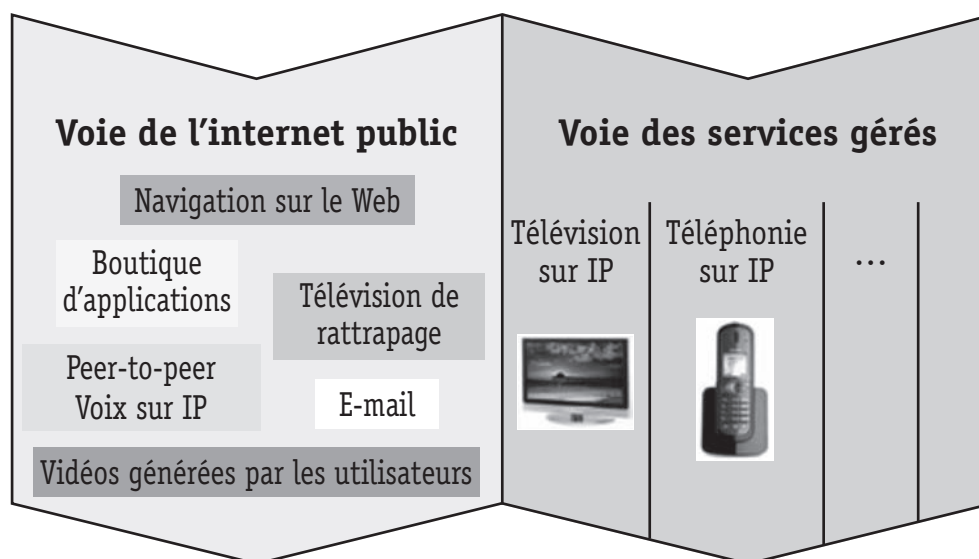 Voie de l’internet public
Navigation sur le Web
Boutique
d’applications
Télévision de
rattrapage
Peer-to-peer
Voix sur IP
E-mail
Vidéos générées par les utilisateurs
Voie des services gérés
Télévision
sur IP
Téléphonie
sur IP
...